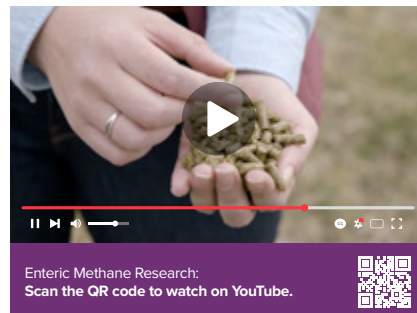 Enteric Methane Research:
Scan the QR code to watch on YouTube.